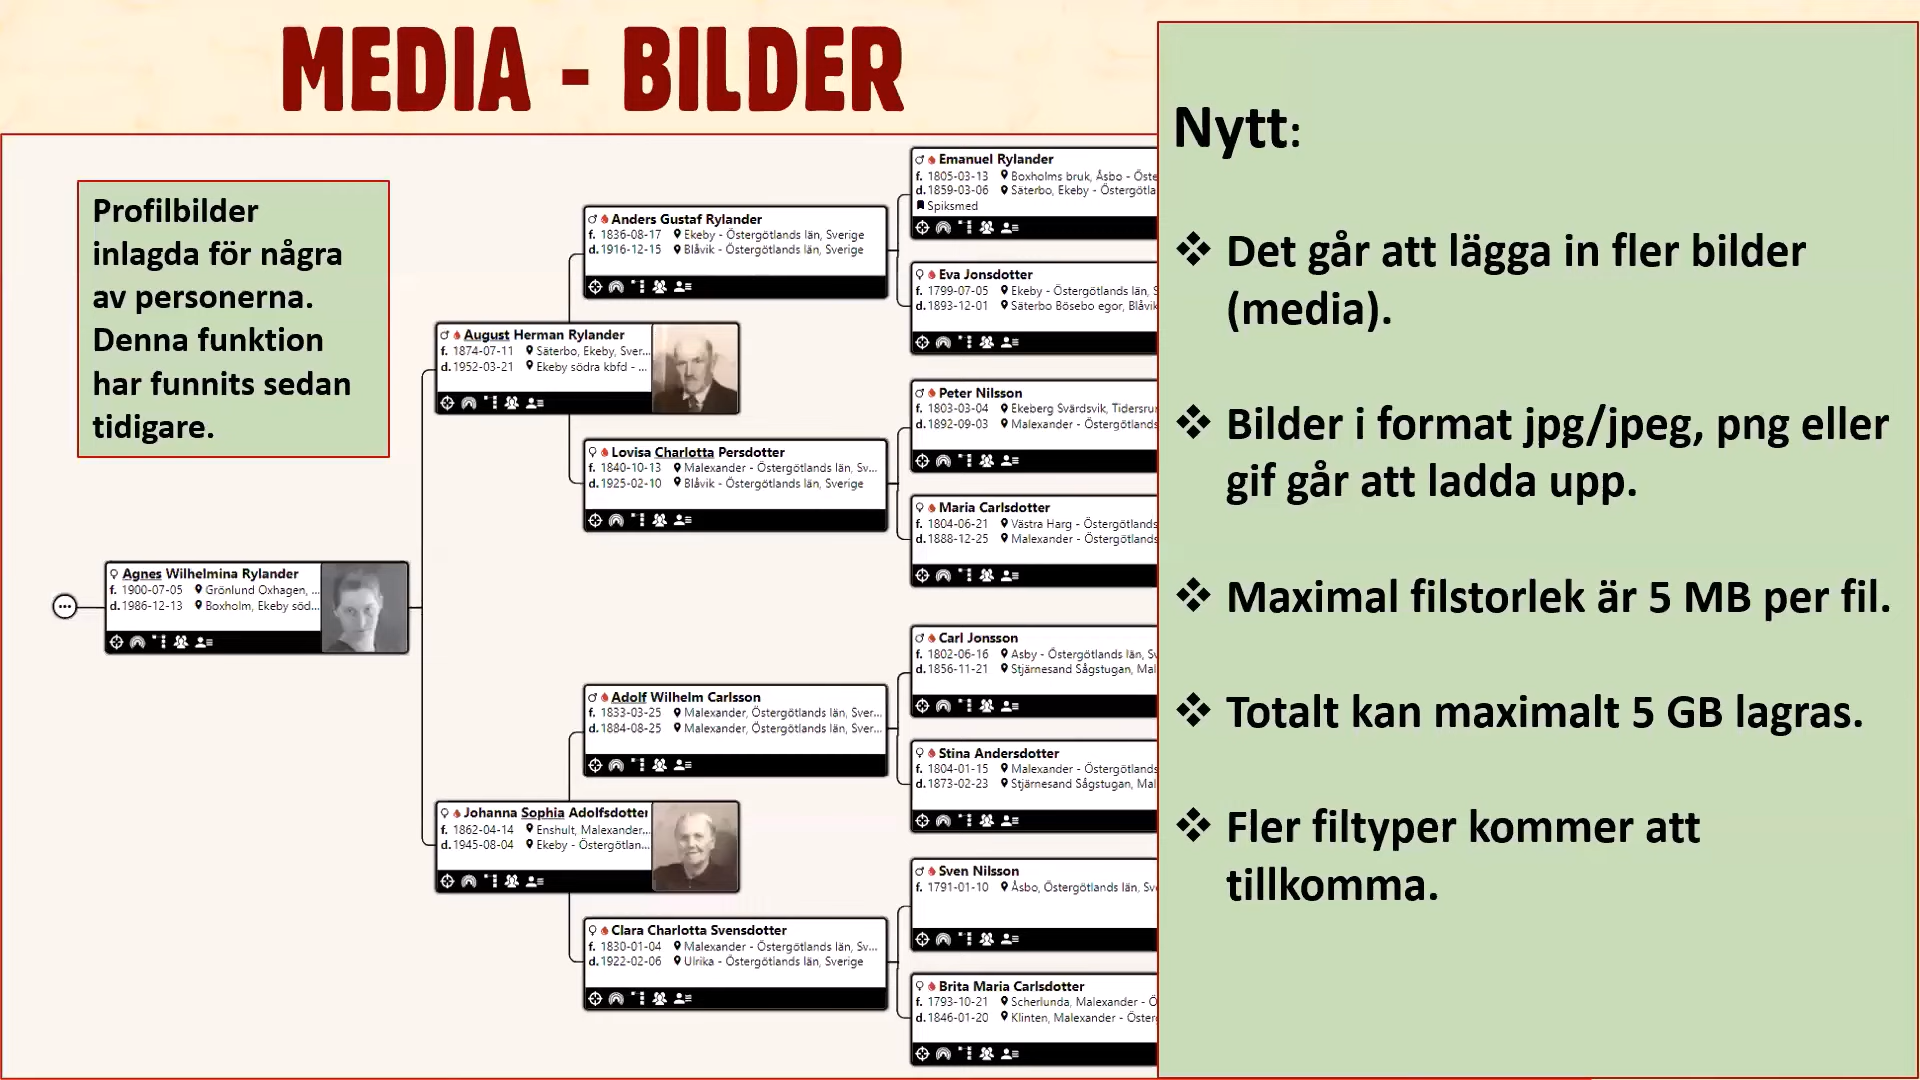 MEDIA - BILDER
Profilbilder
inlagda för några
av personerna.
Denna funktion
har funnits sedan
tidigare.
Agnes Wilhelmina Rylander
f. 1900-07-05 Grönlund Oxhagen, ...
d. 1986-12-13 Boxholm, Ekeby söd...
August Herman Rylander
f. 1874-07-11 Säterbo, Ekeby, Sver...
d. 1952-03-21 Ekeby södra kbfd - ...
Johanna Sophia Adolfsdotter
f. 1862-04-14 Enshult, Malexander...
d. 1945-08-04 Ekeby - Östergötlan...
Anders Gustaf Rylander
f. 1836-08-17 Ekeby - Östergötlands län, Sverige
d. 1916-12-15 Blåvik - Östergötlands län, Sverige
Lovisa Charlotta Persdotter
f. 1840-10-13 Malexander - Östergötlands län, Sv...
d. 1925-02-10 Blåvik - Östergötlands län, Sverige
Adolf Wilhelm Carlsson
f. 1833-03-25 Malexander, Östergötlands län, Sver...
d. 1884-08-25 Malexander, Östergötlands län, Sver...
Clara Charlotta Svensdotter
f. 1830-01-04 Malexander - Östergötlands län, Sv...
d. 1922-02-06 Ulrika - Östergötlands län, Sverige
Emanuel Rylander
f. 1805-03-13 Boxholms bruk, Åsbo - Öste
d. 1859-03-06 Säterbo, Ekeby - Östergötla
Spiksmed
Eva Jonsdotter
f. 1799-07-05 Ekeby - Östergötlands län, S
d. 1893-12-01 Säterbo Bösebo egor, Blåvik
Peter Nilsson
f. 1803-03-04 Ekeberg Svärdsvik, Tidersru
d. 1892-09-03 Malexander - Östergötlands
Maria Carlsdotter
f. 1804-06-21 Västra Harg - Östergötlands
d. 1888-12-25 Malexander - Östergötlands
Carl Jonsson
f. 1802-06-16 Asby - Östergötlands län, Sv
d. 1856-11-21 Stjärnesand Sågstugan, Mal
Stina Andersdotter
f. 1804-01-15 Malexander - Östergötlands
d. 1873-02-23 Stjärnesand Sågstugan, Mal
Sven Nilsson
f. 1791-01-10 Åsbo, Östergötlands län, Sv
Brita Maria Carlsdotter
f. 1793-10-21 Scherlunda, Malexander - Ö
d. 1846-01-20 Klinten, Malexander - Öster
Nytt:
❖ Det går att lägga in fler bilder
(media).
❖ Bilder i format jpg/jpeg, png eller
gif går att ladda upp.
❖ Maximal filstorlek är 5 MB per fil.
❖ Totalt kan maximalt 5 GB lagras.
❖ Fler filtyper kommer att
tillkomma.